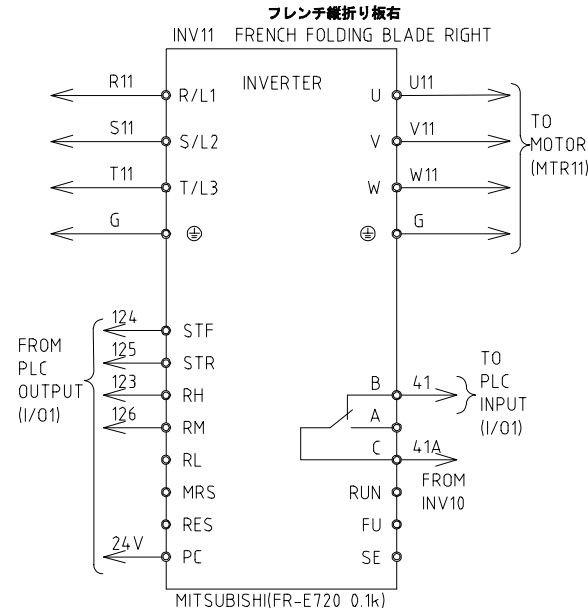 フレンチ縦折り板右
INV11 FRENCH FOLDING BLADE RIGHT
INVERTER
R11 R/L1
S11 S/L2
T11 T/L3
G
U U11
V V11
W W11
G
TO
MOTOR
(MTR11)
FROM
PLC
OUTPUT
(I/O1)
124 STF
125 STR
123 RH
126 RM
RL
MRS
RES
24V PC
B 41
A
C 41A
RUN
FU
SE
TO
PLC
INPUT
(I/O1)
FROM
INV10
MITSUBISHI(FR-E720 0.1k)